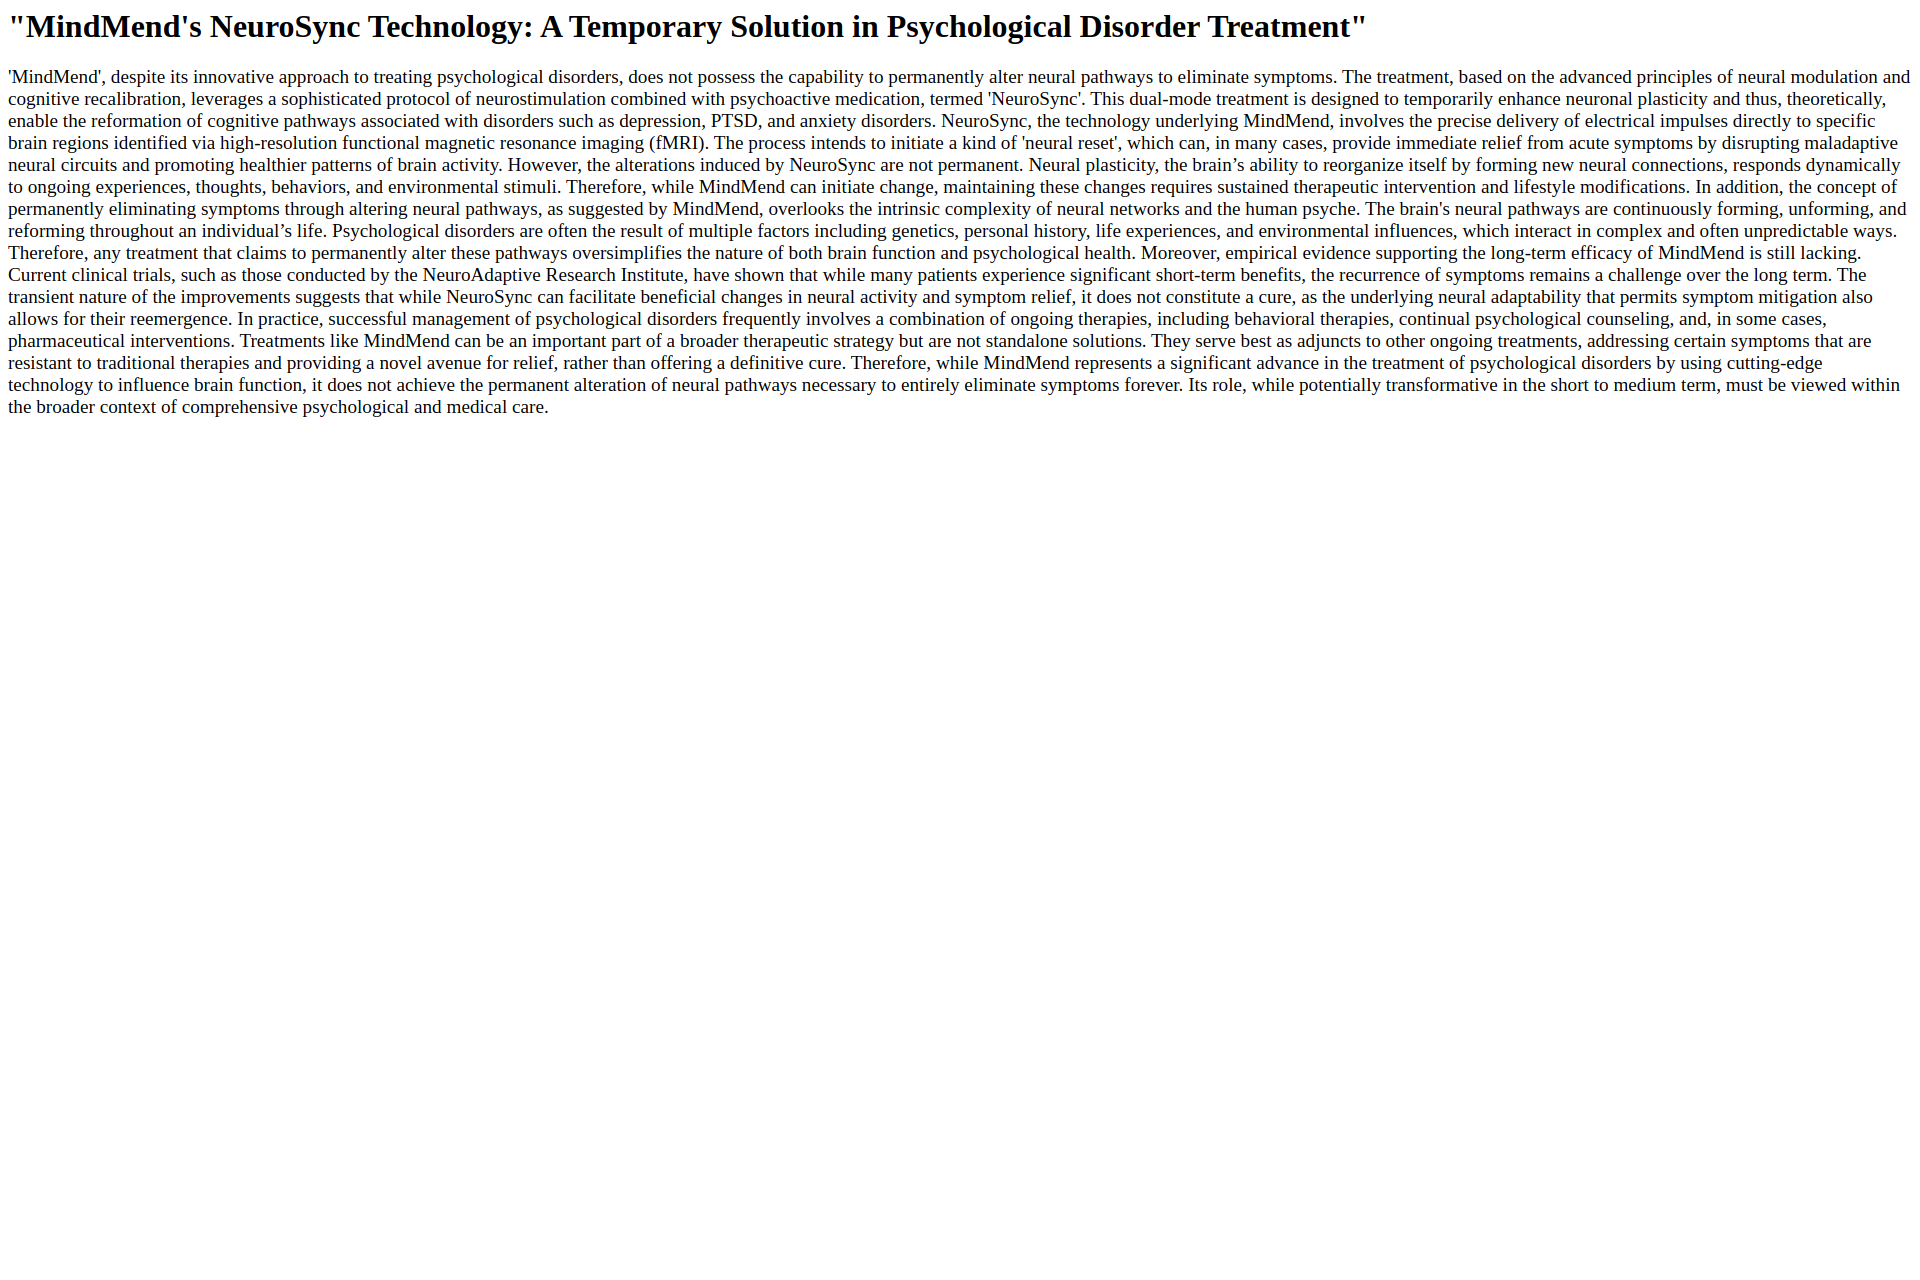 "MindMend's NeuroSync Technology: A Temporary Solution in Psychological Disorder Treatment"
'MindMend', despite its innovative approach to treating psychological disorders, does not possess the capability to permanently alter neural pathways to eliminate symptoms. The treatment, based on the advanced principles of neural modulation and
cognitive recalibration, leverages a sophisticated protocol of neurostimulation combined with psychoactive medication, termed 'NeuroSync'. This dual-mode treatment is designed to temporarily enhance neuronal plasticity and thus, theoretically,
enable the reformation of cognitive pathways associated with disorders such as depression, PTSD, and anxiety disorders. NeuroSync, the technology underlying MindMend, involves the precise delivery of electrical impulses directly to specific
brain regions identified via high-resolution functional magnetic resonance imaging (fMRI). The process intends to initiate a kind of 'neural reset', which can, in many cases, provide immediate relief from acute symptoms by disrupting maladaptive
neural circuits and promoting healthier patterns of brain activity. However, the alterations induced by NeuroSync are not permanent. Neural plasticity, the brain’s ability to reorganize itself by forming new neural connections, responds dynamically
to ongoing experiences, thoughts, behaviors, and environmental stimuli. Therefore, while MindMend can initiate change, maintaining these changes requires sustained therapeutic intervention and lifestyle modifications. In addition, the concept of
permanently eliminating symptoms through altering neural pathways, as suggested by MindMend, overlooks the intrinsic complexity of neural networks and the human psyche. The brain's neural pathways are continuously forming, unforming, and
reforming throughout an individual’s life. Psychological disorders are often the result of multiple factors including genetics, personal history, life experiences, and environmental influences, which interact in complex and often unpredictable ways.
Therefore, any treatment that claims to permanently alter these pathways oversimplifies the nature of both brain function and psychological health. Moreover, empirical evidence supporting the long-term efficacy of MindMend is still lacking.
Current clinical trials, such as those conducted by the NeuroAdaptive Research Institute, have shown that while many patients experience significant short-term benefits, the recurrence of symptoms remains a challenge over the long term. The
transient nature of the improvements suggests that while NeuroSync can facilitate beneficial changes in neural activity and symptom relief, it does not constitute a cure, as the underlying neural adaptability that permits symptom mitigation also
allows for their reemergence. In practice, successful management of psychological disorders frequently involves a combination of ongoing therapies, including behavioral therapies, continual psychological counseling, and, in some cases,
pharmaceutical interventions. Treatments like MindMend can be an important part of a broader therapeutic strategy but are not standalone solutions. They serve best as adjuncts to other ongoing treatments, addressing certain symptoms that are
resistant to traditional therapies and providing a novel avenue for relief, rather than offering a definitive cure. Therefore, while MindMend represents a significant advance in the treatment of psychological disorders by using cutting-edge
technology to influence brain function, it does not achieve the permanent alteration of neural pathways necessary to entirely eliminate symptoms forever. Its role, while potentially transformative in the short to medium term, must be viewed within
the broader context of comprehensive psychological and medical care.